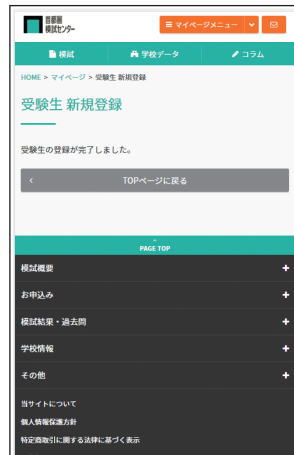 首都圏
模試センター
マイページメニュー
模試
学校データ
コラム
HOME > マイページ > 受験生 新規登録
受験生 新規登録
受験生の登録が完了しました。
TOPページに戻る
PAGE TOP
模試概要
お申込み
模試結果・過去問
学校情報
その他
当サイトについて
個人情報保護方針
特定商取引に関する法律に基づく表示